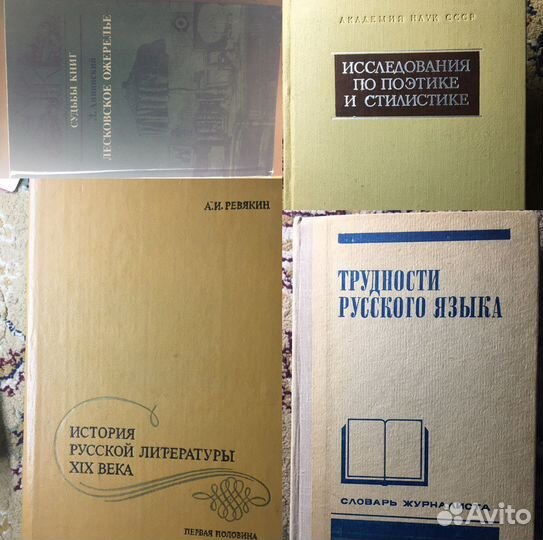 СУДЬБЫ КНИГ
Л. Аннинский
ЛЕСКОВСКОЕ ОЖЕРЕЛЬЕ
АКАДЕМИЯ НАУК СССР
ИССЛЕДОВАНИЯ
ПО ПОЭТИКЕ
И СТИЛИСТИКЕ
А.И. РЕВЯКИН
ИСТОРИЯ
РУССКОЙ ЛИТЕРАТУРЫ
XIX ВЕКА
ПЕРВАЯ ПОЛОВИНА
ТРУДНОСТИ
РУССКОГО ЯЗЫКА
СЛОВАРЬ ЖУРНАЛИСТА
Avito